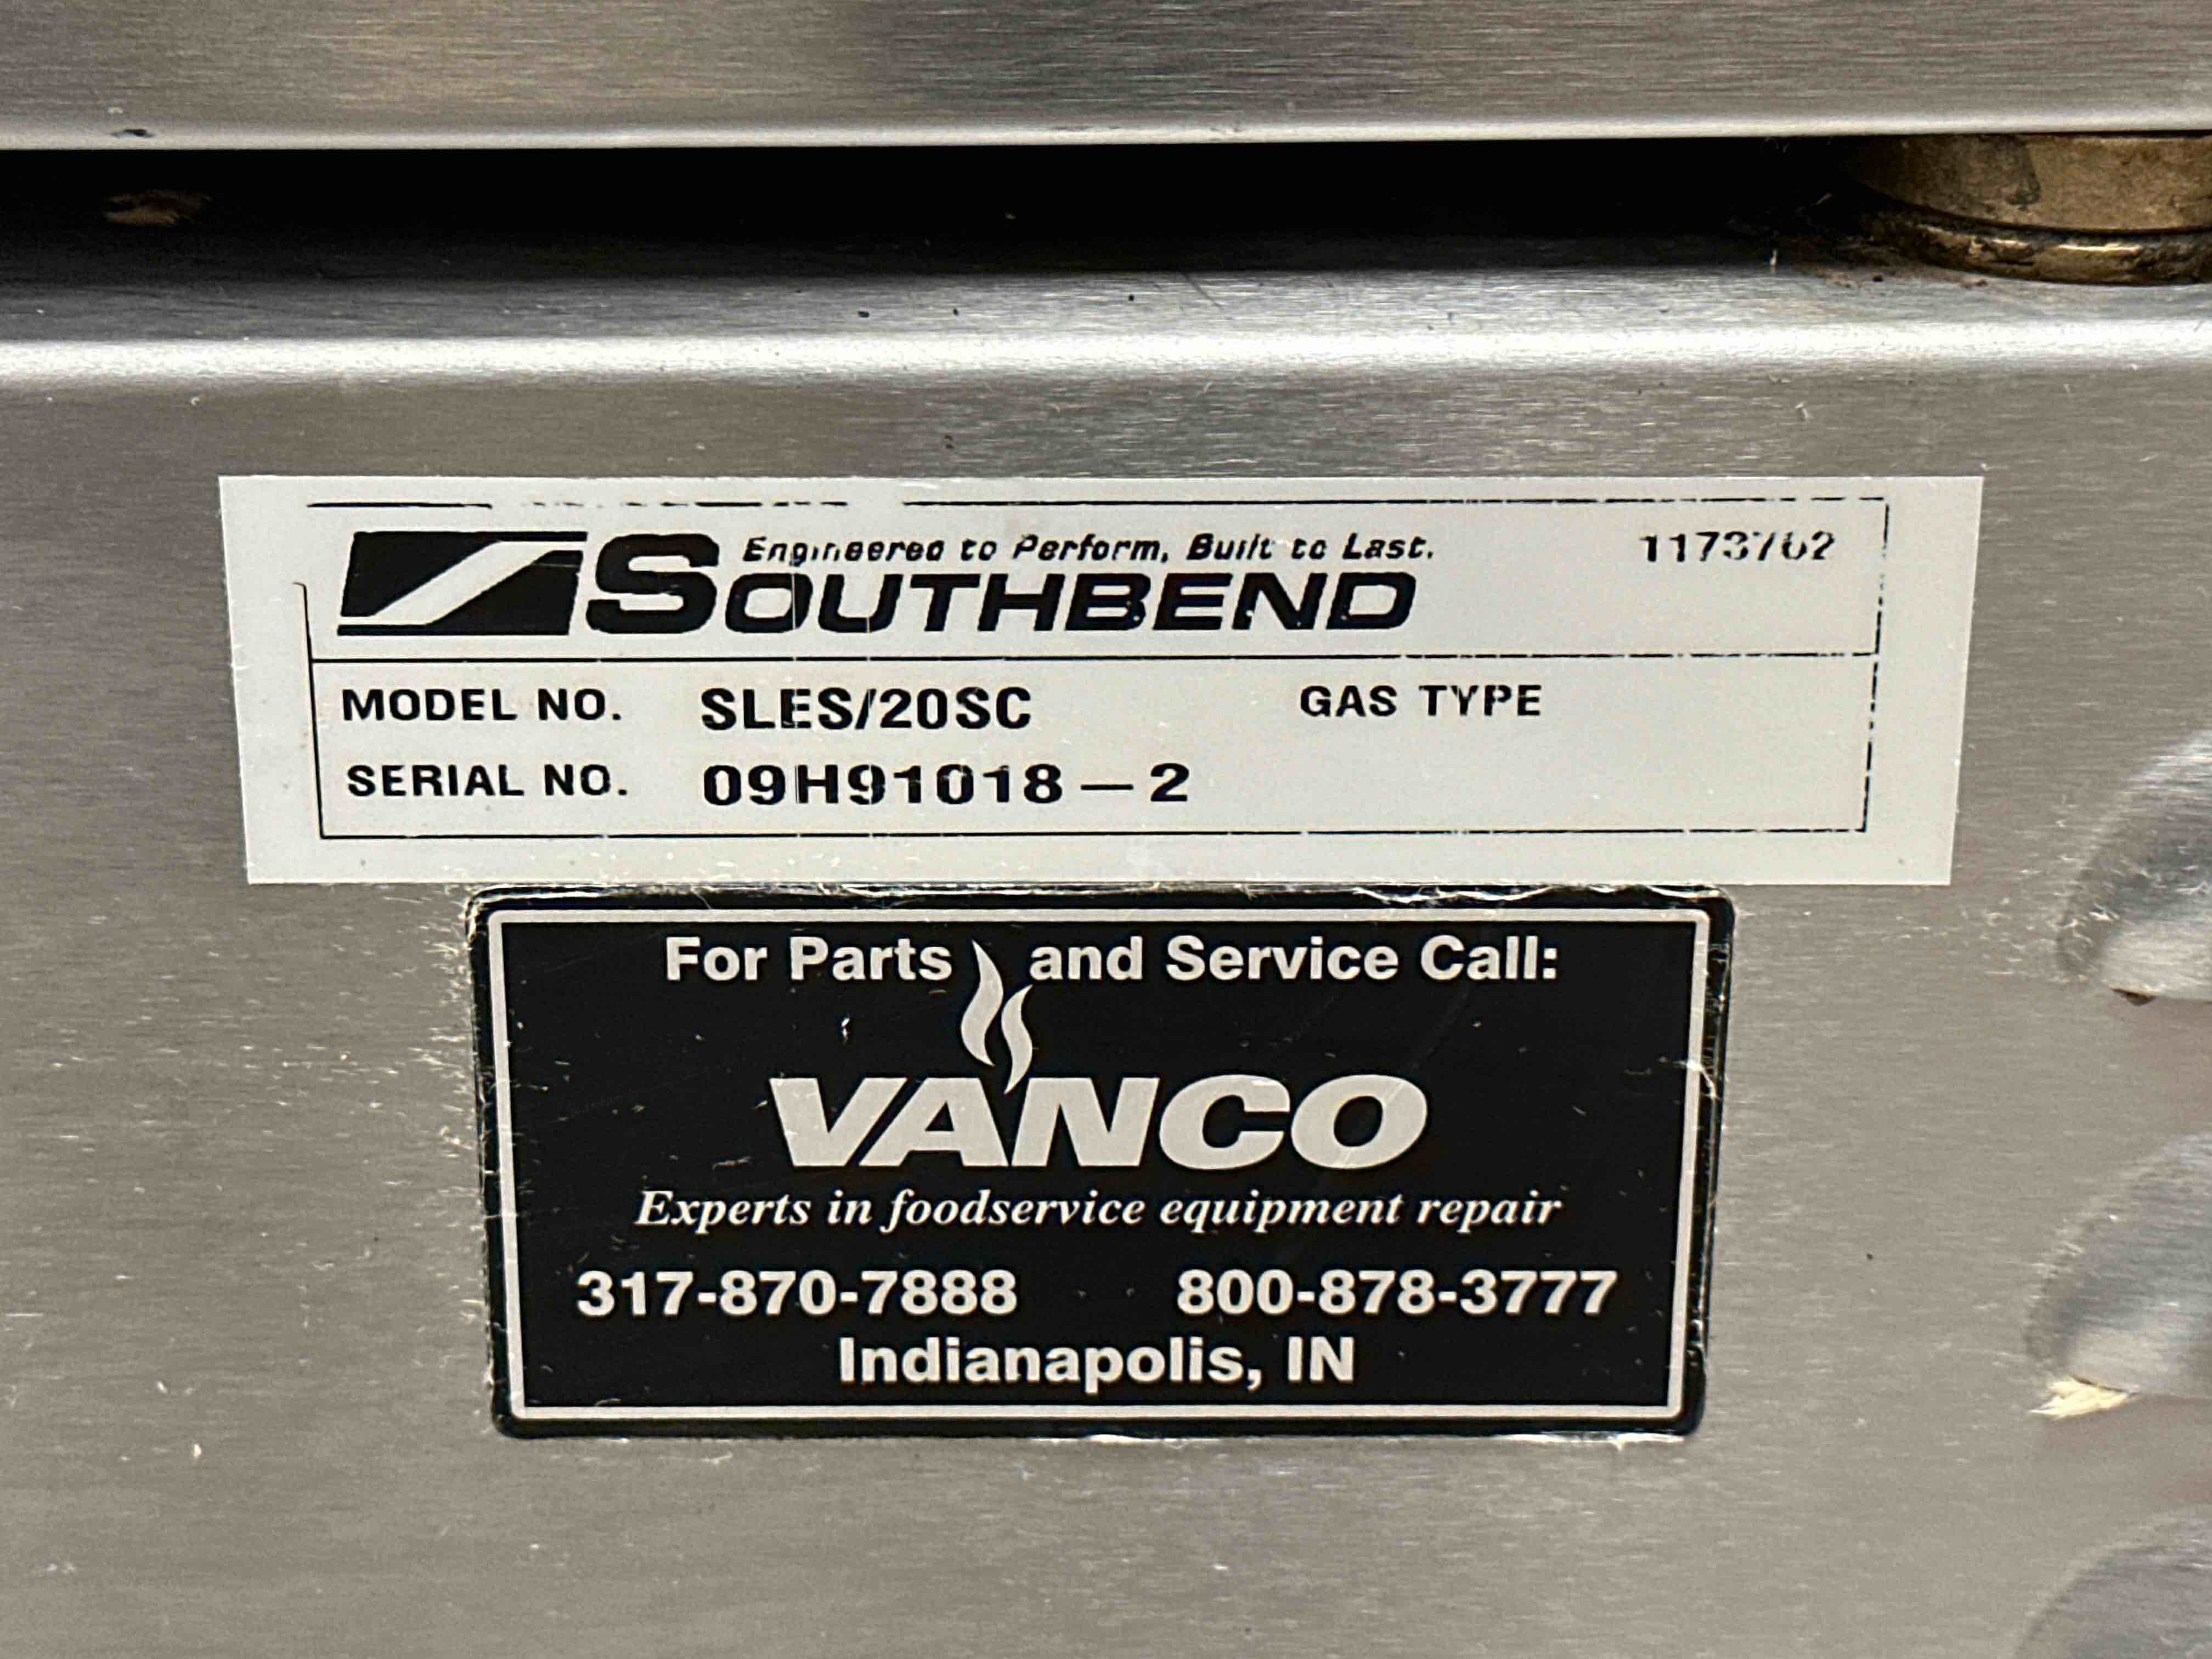 Engineered to Perform, Built to Last.
1173762
SOUTHBEND
MODEL NO. SLES/20SC GAS TYPE
SERIAL NO. 09H91018-2
For Parts and Service Call:
VANCO
Experts in foodservice equipment repair
317-870-7888 800-878-3777
Indianapolis, IN